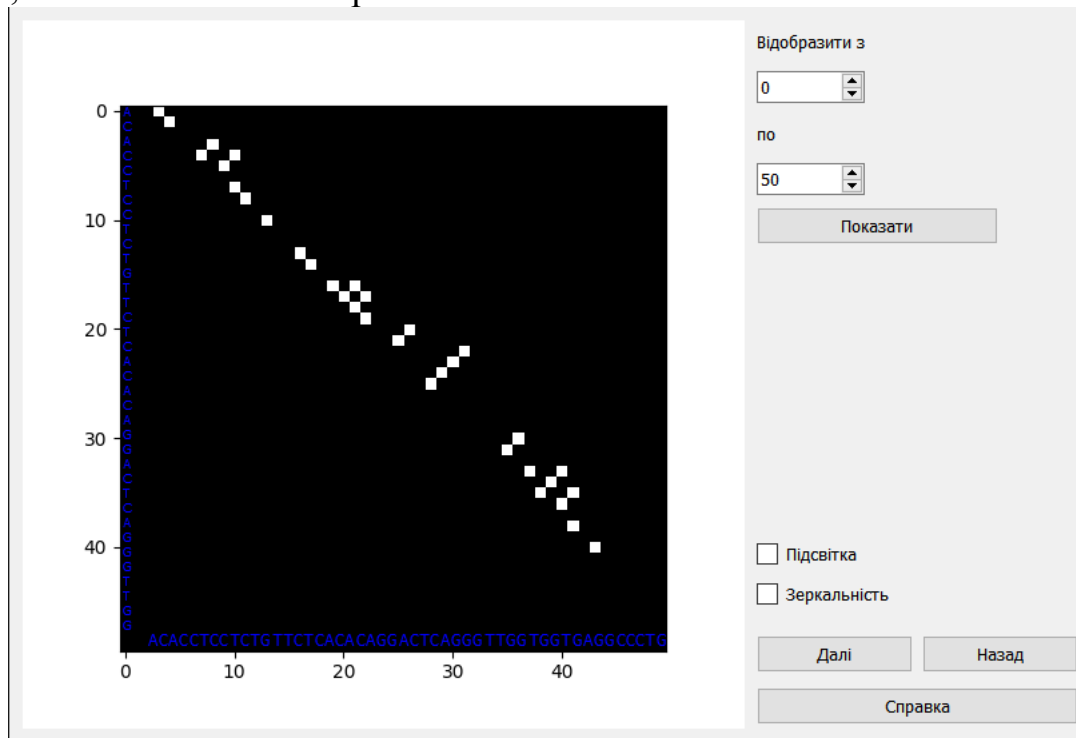 Відобразити з
0
по
50
Показати
0
10
20
30
40
A
C
A
C
C
T
C
C
T
C
T
G
T
T
C
T
C
A
C
A
C
A
G
G
A
C
T
C
A
G
G
G
T
T
G
G
ACACCTCCTCTGTTCTCACACAGGACTCAGGGTTGGTGGTGAGGCCCTG
0 10 20 30 40
Підсвітка
Зеркальність
Далі Назад
Справка